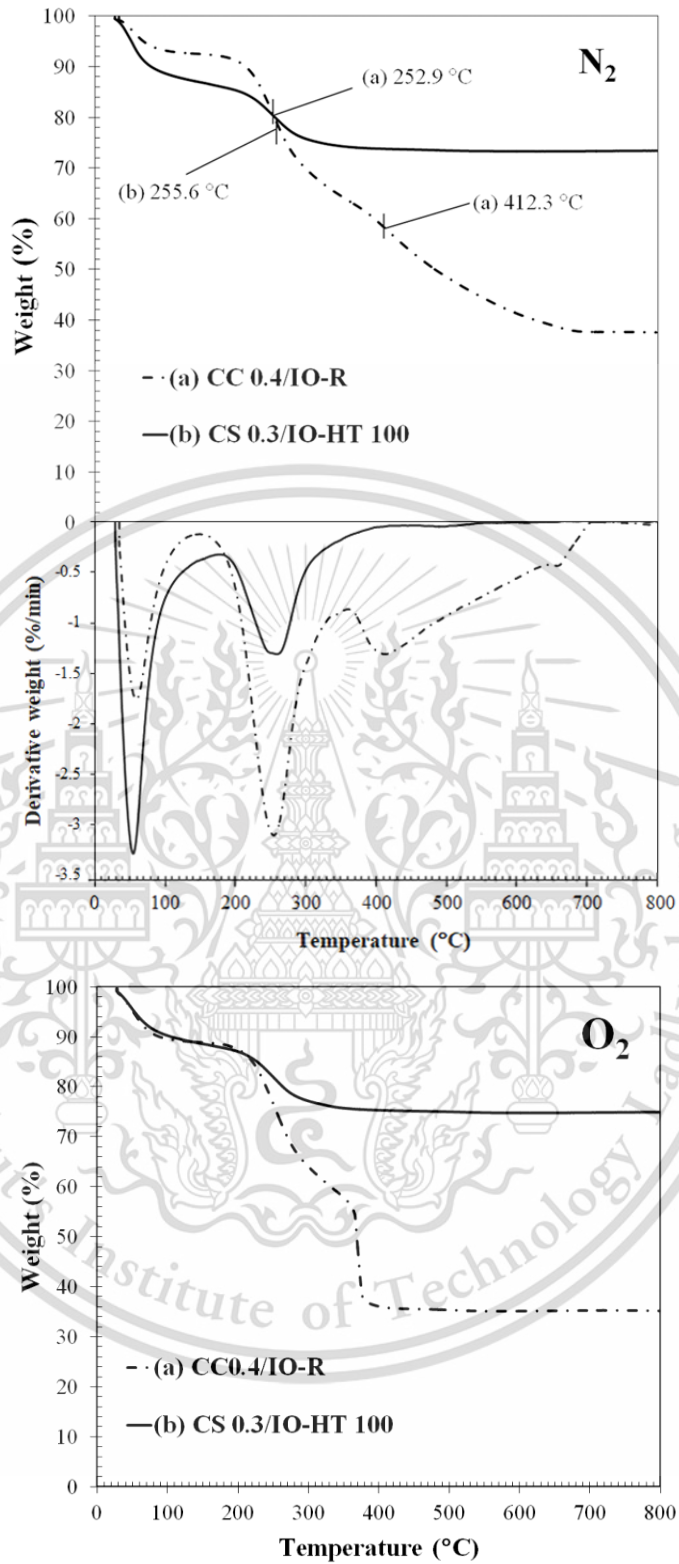 N₂
100
90
80
70
60
50
40
30
20
10
0
Weight (%)
(a) 252.9 °C
(b) 255.6 °C
(a) 412.3 °C
(a) CC 0.4/IO-R
(b) CS 0.3/IO-HT 100
0
-0.5
-1
-1.5
-2
-2.5
-3
-3.5
Derivative weight (%/min)
0 100 200 300 400 500 600 700 800
Temperature (°C)
O₂
100
90
80
70
60
50
40
30
20
10
0
Weight (%)
(a) CC0.4/IO-R
(b) CS 0.3/IO-HT 100
0 100 200 300 400 500 600 700 800
Temperature (°C)
Institute of Technology